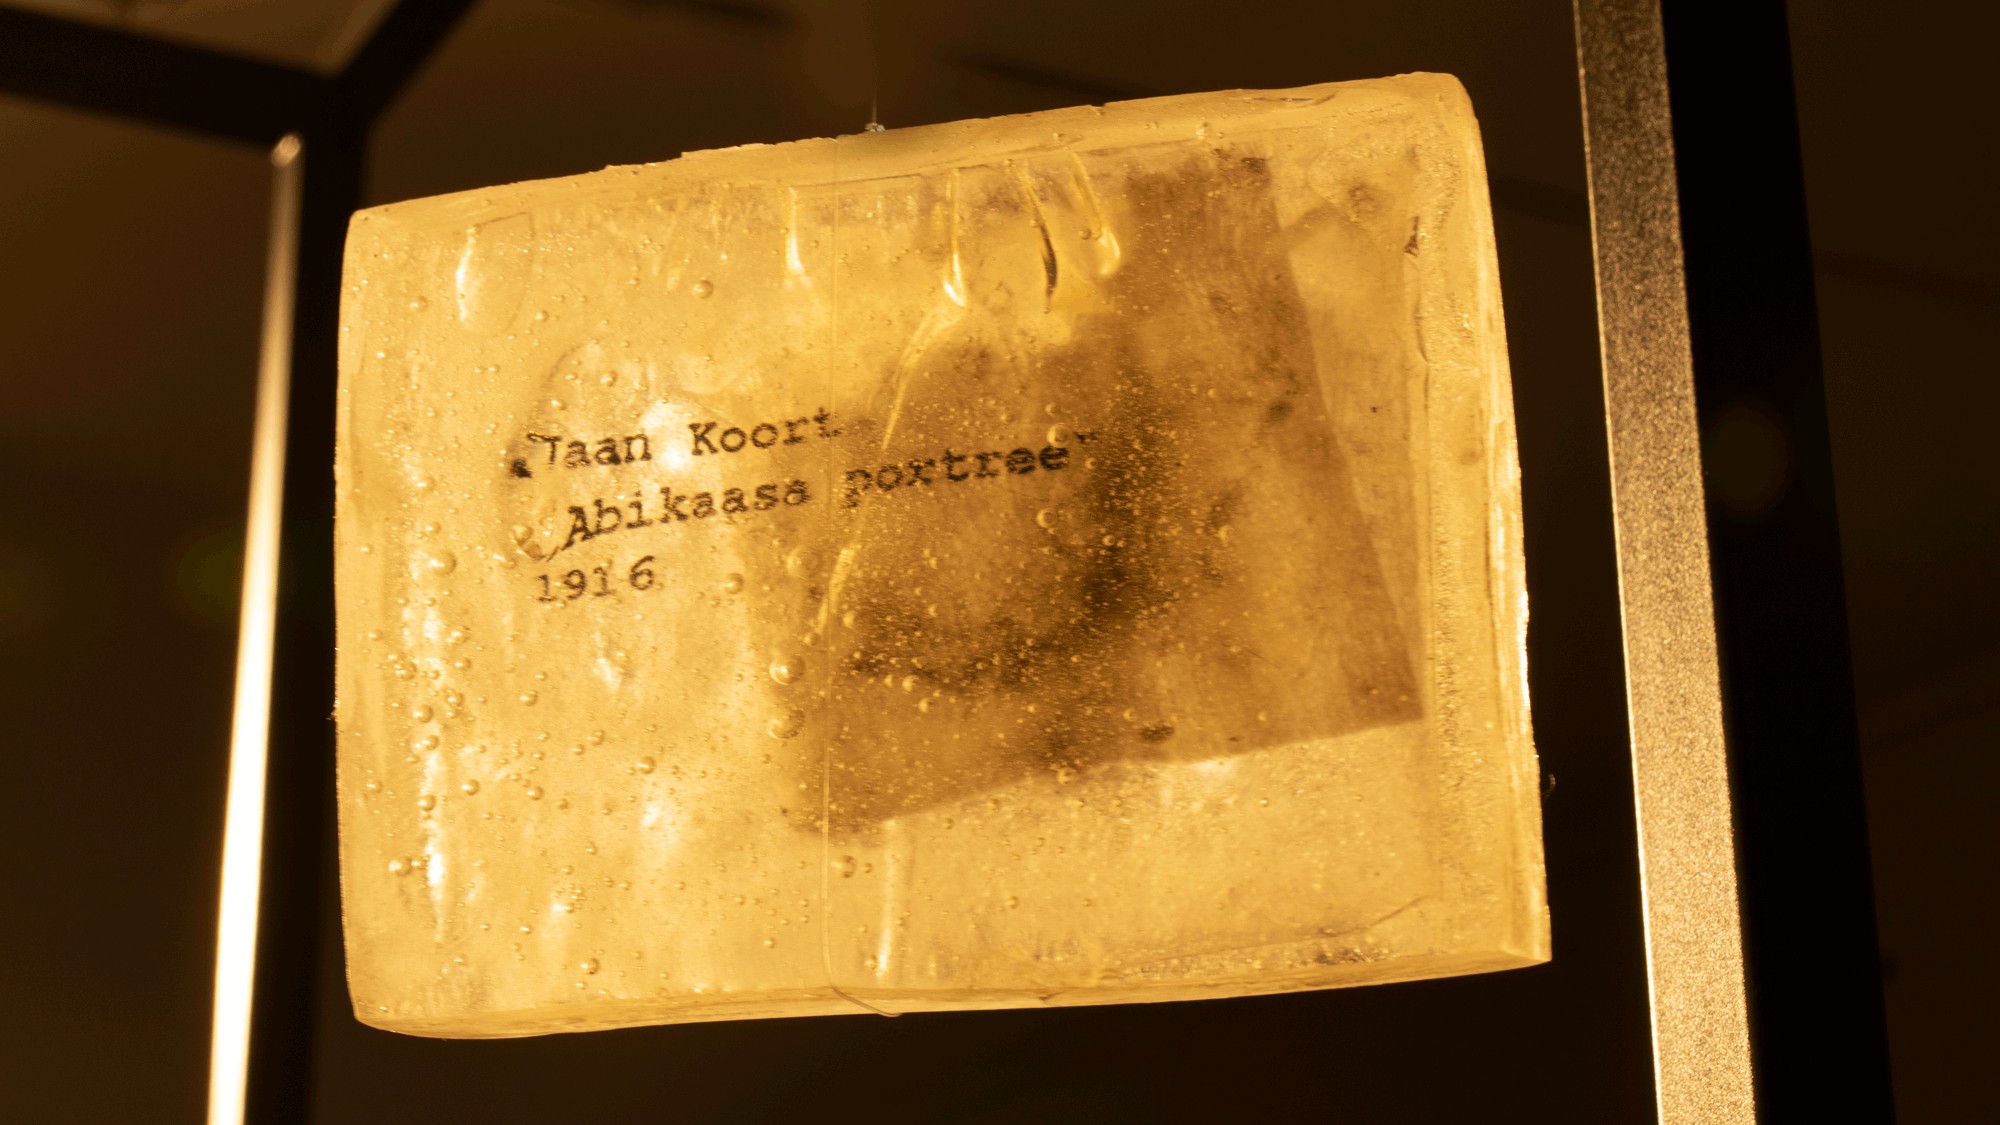 Jaan Koort
"Abikaasa portree"
1916